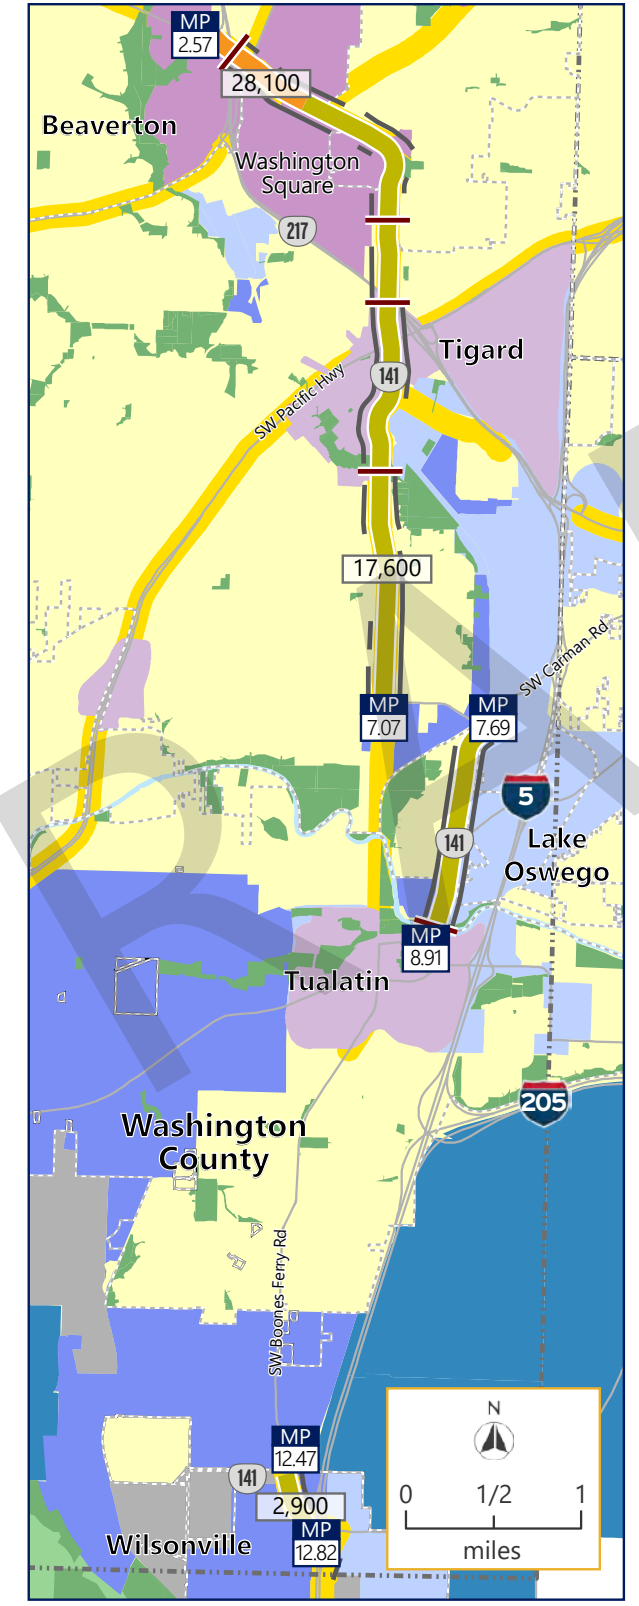 MP
2.57
28,100
Beaverton
Washington
Square
217
Tigard
141
SW Pacific Hwy
17,600
SW Carman Rd
MP
7.07
MP
7.69
5
141
Lake
Oswego
MP
8.91
Tualatin
205
Washington
County
SW Boones Ferry Rd
N
0 1/2 1
miles
MP
12.47
141
2,900
MP
12.82
Wilsonville